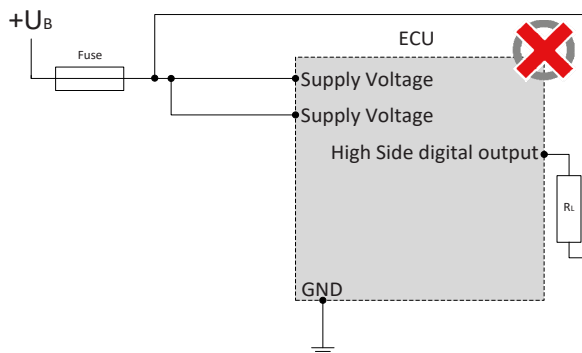 +UB
Fuse
ECU
Supply Voltage
Supply Voltage
High Side digital output
RL
GND